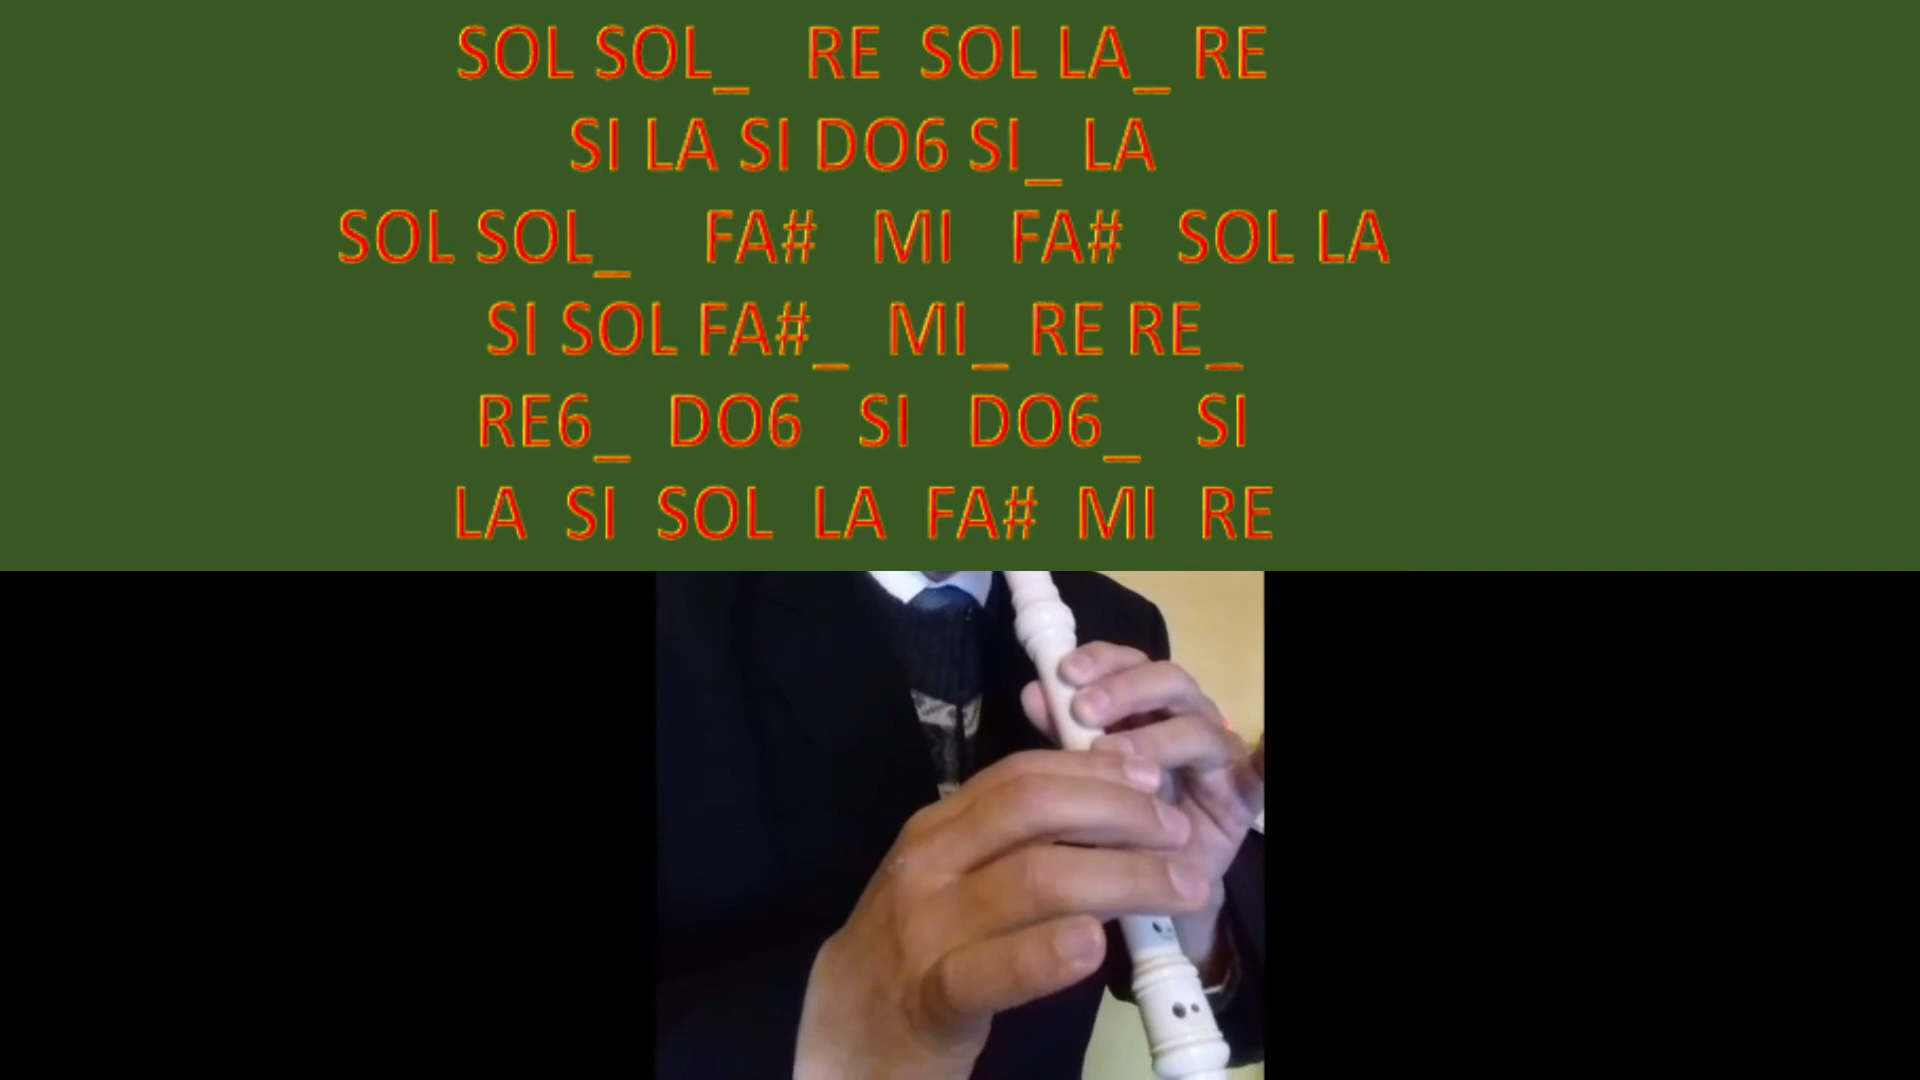 SOL SOL_ RE SOL LA_ RE
SI LA SI DO6 SI_ LA
SOL SOL_ FA# MI FA# SOL LA
SI SOL FA#_ MI_ RE RE_
RE6_ DO6 SI DO6_ SI
LA SI SOL LA FA# MI RE